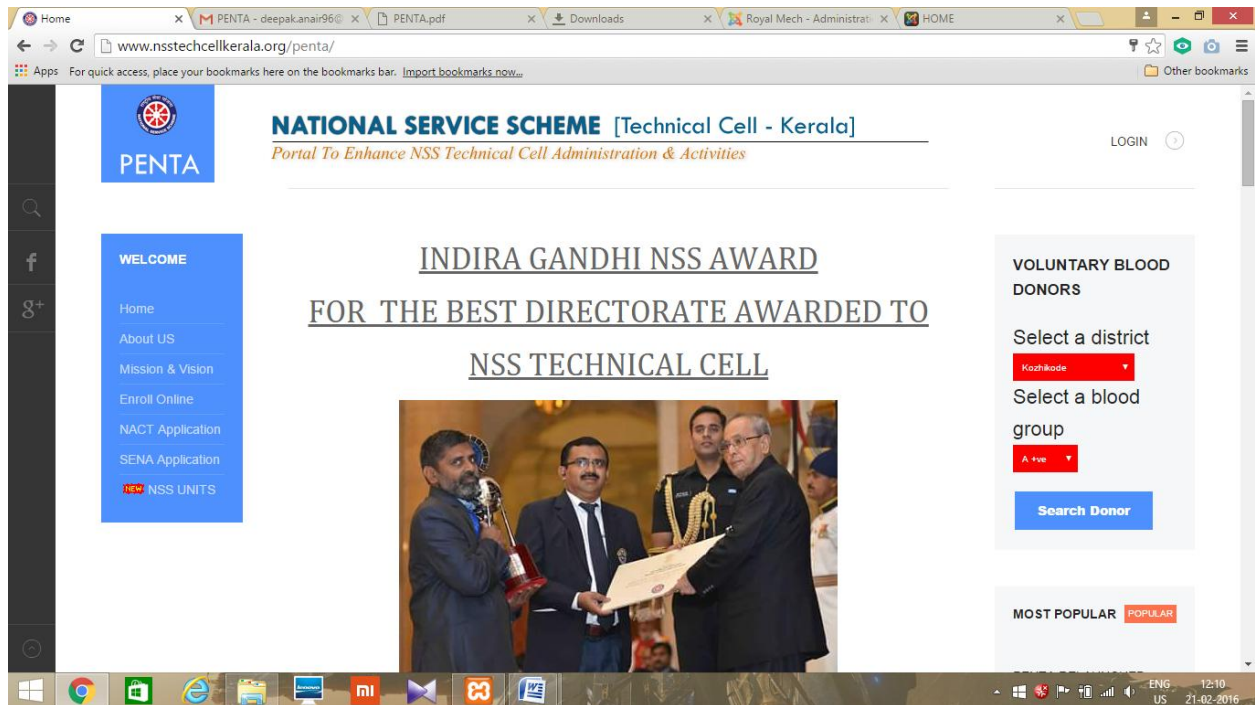 Home
PENTA - deepak.anair96@
PENTA.pdf
Downloads
Royal Mech - Administrati
HOME
www.nsstechcellkerala.org/penta/
Apps For quick access, place your bookmarks here on the bookmarks bar. Import bookmarks now...
Other bookmarks
PENTA
NATIONAL SERVICE SCHEME [Technical Cell - Kerala]
Portal To Enhance NSS Technical Cell Administration & Activities
LOGIN
f
g+
WELCOME
Home
About US
Mission & Vision
Enroll Online
NACT Application
SENA Application
NEW NSS UNITS
INDIRA GANDHI NSS AWARD
FOR THE BEST DIRECTORATE AWARDED TO
NSS TECHNICAL CELL
VOLUNTARY BLOOD
DONORS
Select a district
Kozhikode
Select a blood
group
A +ve
Search Donor
MOST POPULAR POPULAR
lenovo
mi
ENG 12:10
US 21-02-2016